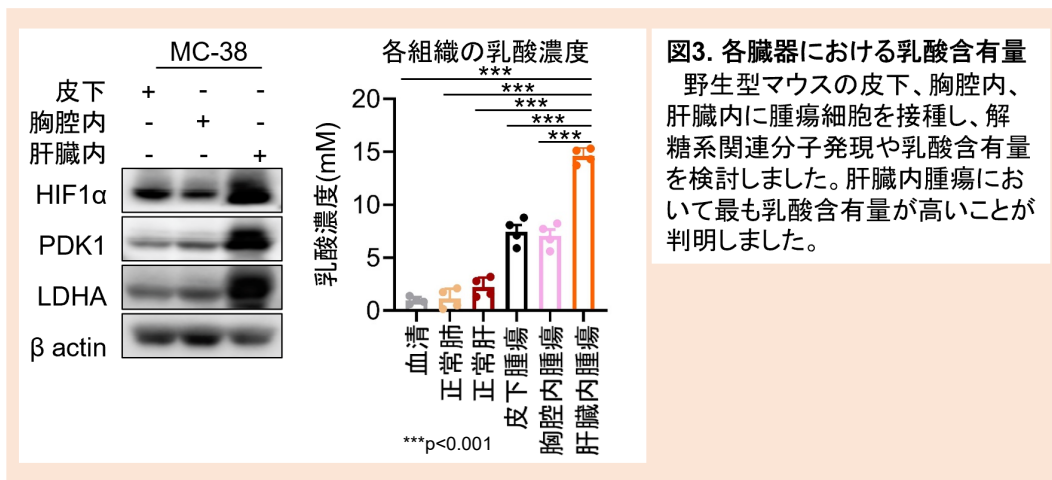 MC-38
皮下 + - -
胸腔内 - + -
肝臓内 - - +
HIF1α
PDK1
LDHA
β actin
各組織の乳酸濃度
***
***
***
***
***
乳酸濃度(mM)
20
15
10
5
0
血清
正常肺
正常肝
皮下腫瘍
胸腔内腫瘍
肝臓内腫瘍
***p<0.001
図3. 各臓器における乳酸含有量
野生型マウスの皮下、胸腔内、
肝臓内に腫瘍細胞を接種し、解
糖系関連分子発現や乳酸含有量
を検討しました。肝臓内腫瘍にお
いて最も乳酸含有量が高いことが
判明しました。